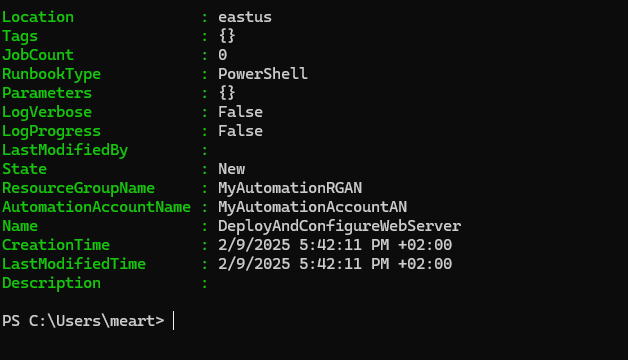 Location : eastus
Tags : {}
JobCount : 0
RunbookType : PowerShell
Parameters : {}
LogVerbose : False
LogProgress : False
LastModifiedBy :
State : New
ResourceGroupName : MyAutomationRGAN
AutomationAccountName : MyAutomationAccountAN
Name : DeployAndConfigureWebServer
CreationTime : 2/9/2025 5:42:11 PM +02:00
LastModifiedTime : 2/9/2025 5:42:11 PM +02:00
Description :
PS C:\Users\meart>